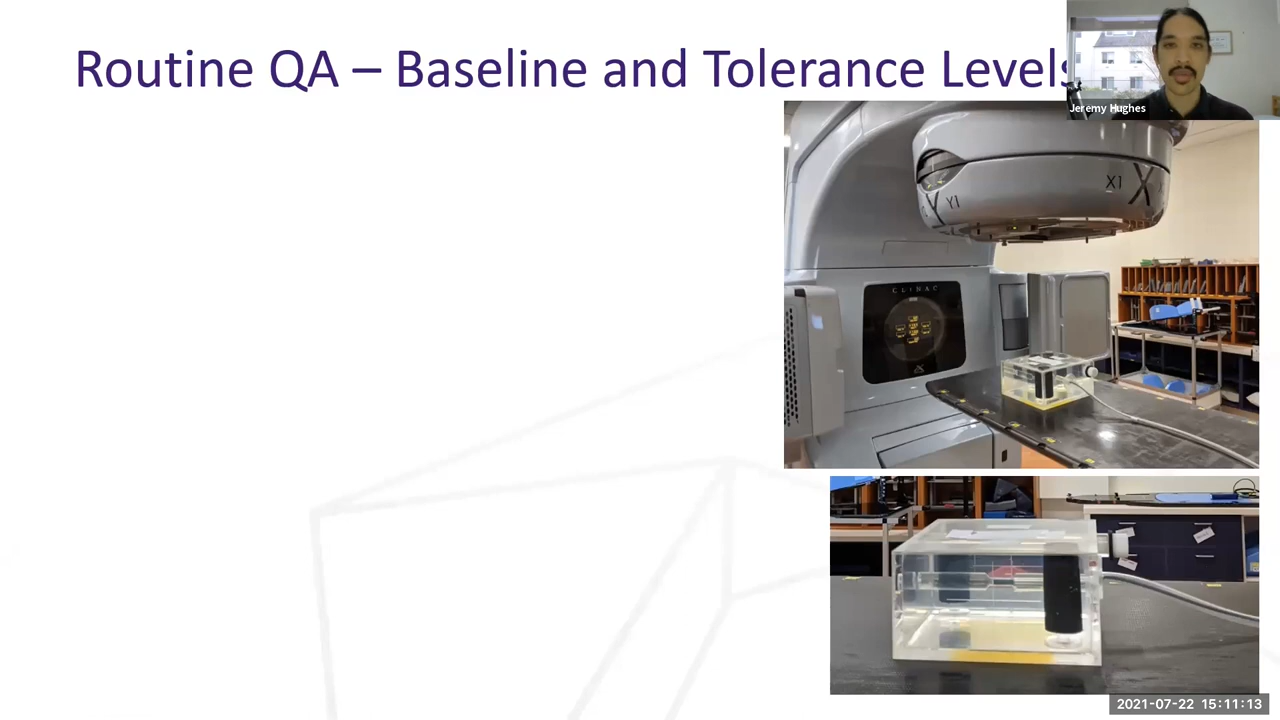 Routine QA – Baseline and Tolerance Levels
Jeremy Hughes
X1
X
Y
Y1
CLINAC
2021-07-22 15:11:13